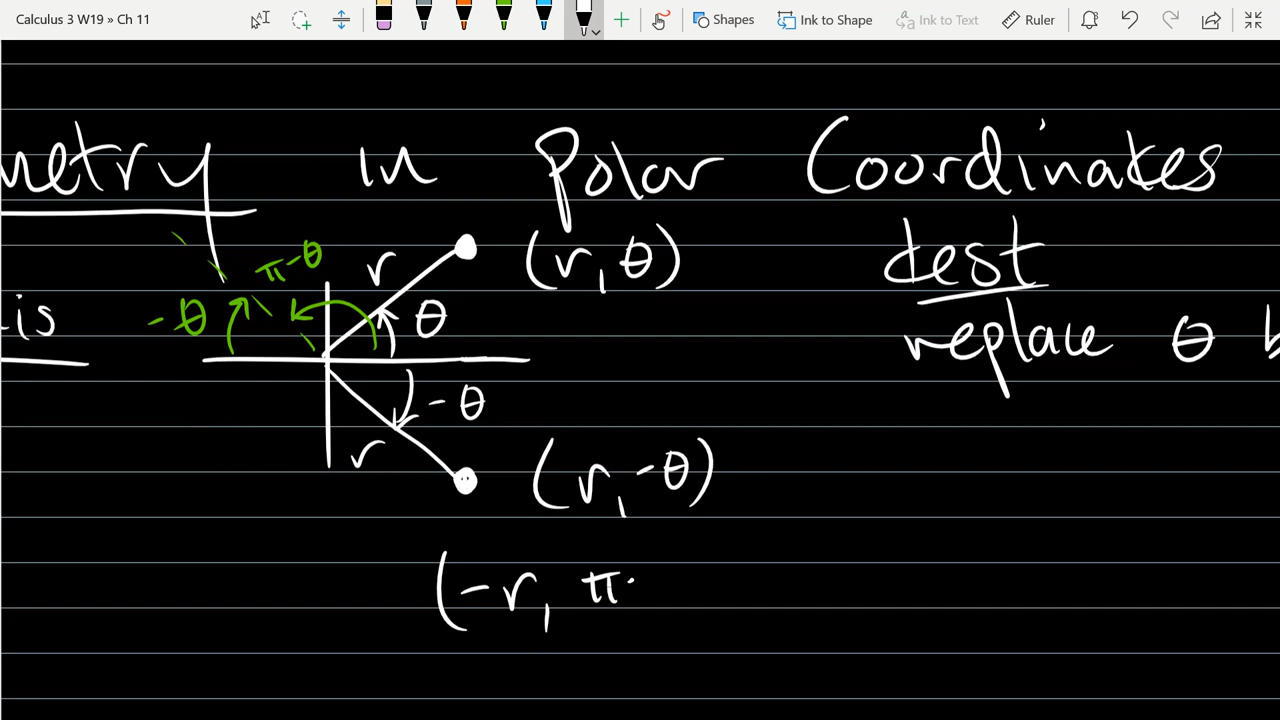 Calculus 3 W19 » Ch 11
Shapes
Ink to Shape
Ink to Text
Ruler
metry in Polar Coordinates
π-θ
r
(r, θ)
test
-θ
θ
is
replace θ b
-θ
r
(r, -θ)
(-r, π-